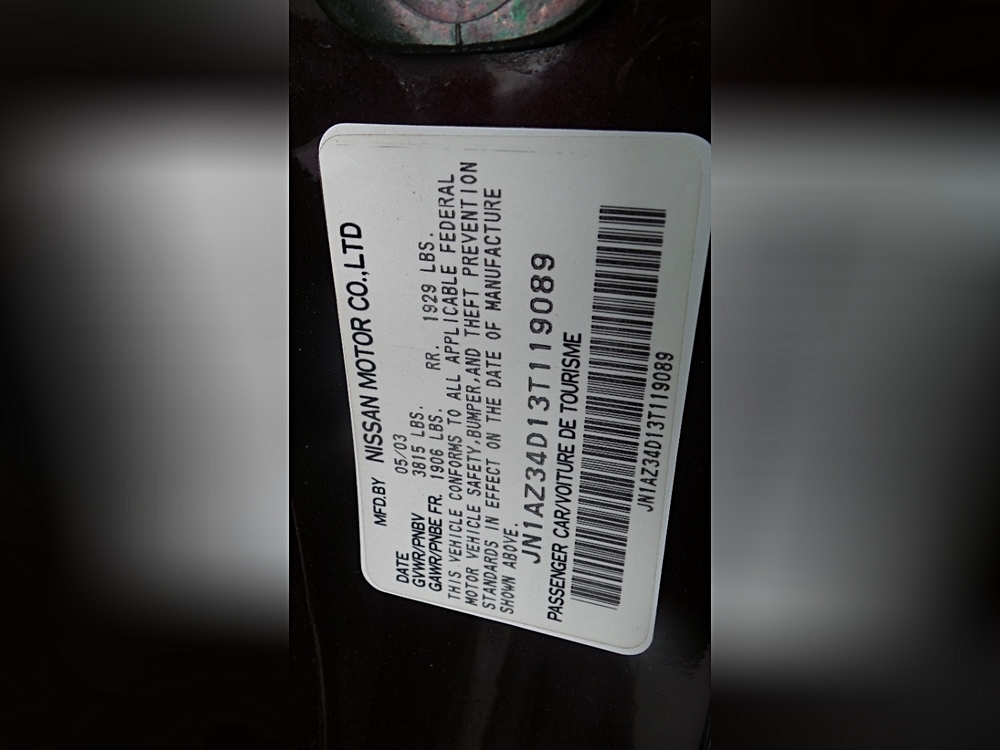 MFD.BY NISSAN MOTOR CO.,LTD
DATE 05/03
GVWR/PNBV 3815 LBS.
GAWR/PNBE FR. 1906 LBS. RR. 1929 LBS.
THIS VEHICLE CONFORMS TO ALL APPLICABLE FEDERAL
MOTOR VEHICLE SAFETY,BUMPER,AND THEFT PREVENTION
STANDARDS IN EFFECT ON THE DATE OF MANUFACTURE
SHOWN ABOVE.
JN1AZ34D13T119089
PASSENGER CAR/VOITURE DE TOURISME
JN1AZ34D13T119089